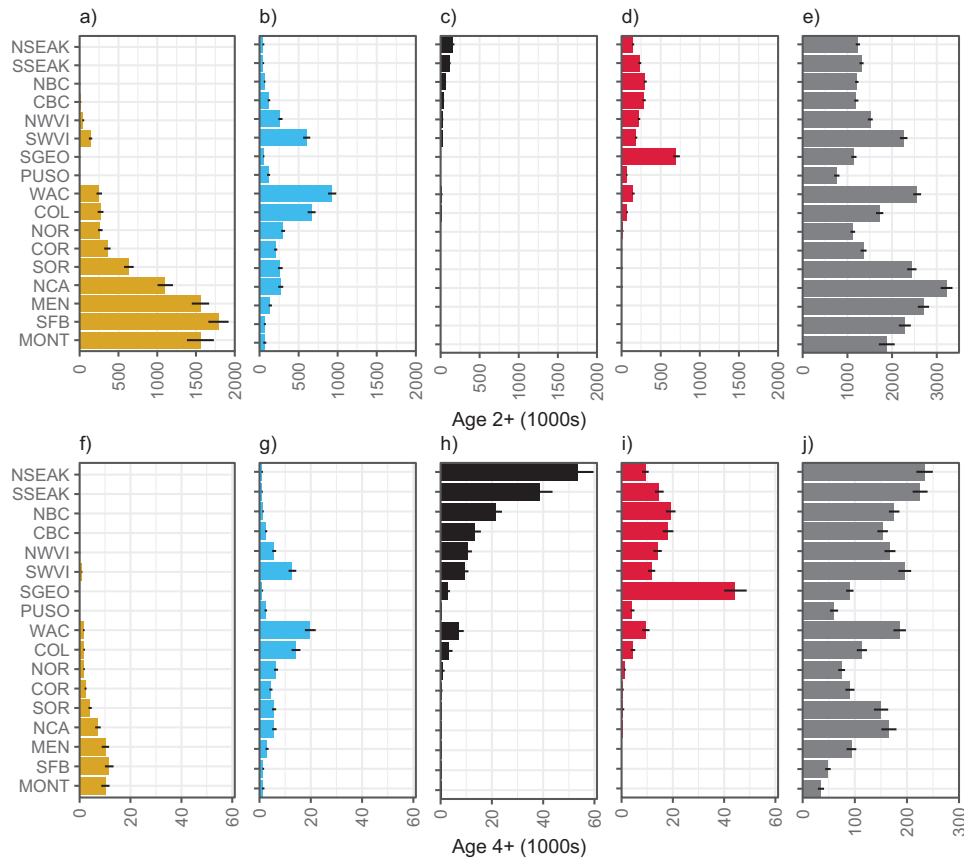 a) b) c) d) e)
NSEAK
SSEAK
NBC
CBC
NWVI
SWVI
SGEO
PUSO
WAC
COL
NOR
COR
SOR
NCA
MEN
SFB
MONT
0 500 1000 1500 2000 0 500 1000 1500 2000 0 500 1000 1500 2000 0 500 1000 1500 2000 0 1000 2000 3000
Age 2+ (1000s)
f) g) h) i) j)
NSEAK
SSEAK
NBC
CBC
NWVI
SWVI
SGEO
PUSO
WAC
COL
NOR
COR
SOR
NCA
MEN
SFB
MONT
0 20 40 60 0 20 40 60 0 20 40 60 0 20 40 60 0 100 200 300
Age 4+ (1000s)